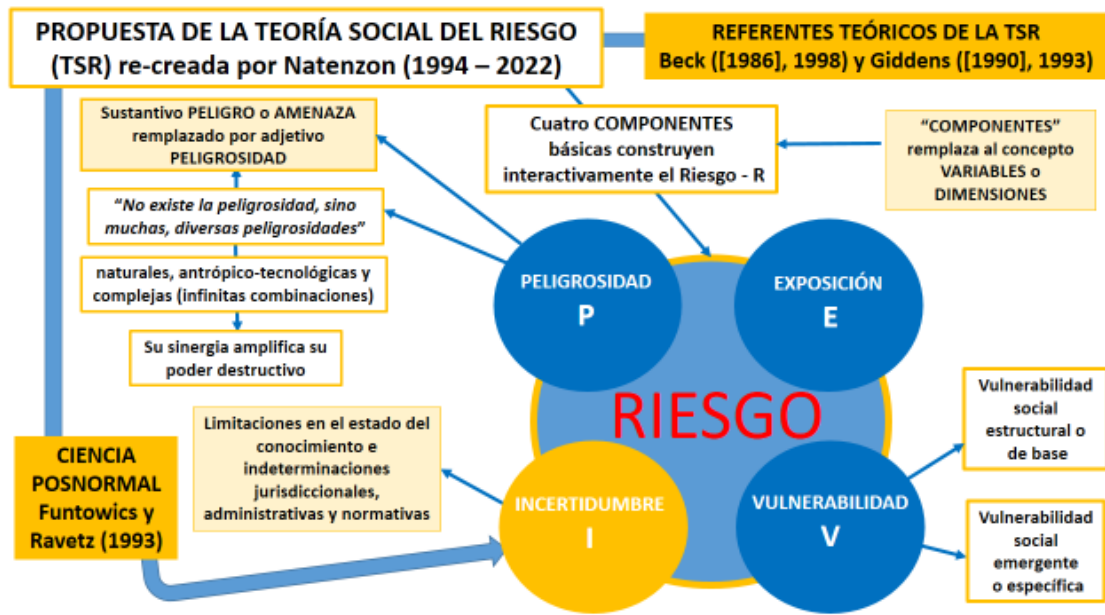 PROPUESTA DE LA TEORÍA SOCIAL DEL RIESGO
(TSR) re-creada por Natenzon (1994 – 2022)
REFERENTES TEÓRICOS DE LA TSR
Beck ([1986], 1998) y Giddens ([1990], 1993)
Sustantivo PELIGRO o AMENAZA
remplazado por adjetivo
PELIGROSIDAD
Cuatro COMPONENTES
básicas construyen
interactivamente el Riesgo - R
“COMPONENTES”
remplaza al concepto
VARIABLES o
DIMENSIONES
“No existe la peligrosidad, sino
muchas, diversas peligrosidades”
naturales, antrópico-tecnológicas y
complejas (infinitas combinaciones)
Su sinergia amplifica su
poder destructivo
PELIGROSIDAD
P
EXPOSICIÓN
E
RIESGO
Limitaciones en el estado del
conocimiento e
indeterminaciones
jurisdiccionales,
administrativas y normativas
Vulnerabilidad
social
estructural o
de base
CIENCIA
POSNORMAL
Funtowics y
Ravetz (1993)
INCERTIDUMBRE
I
VULNERABILIDAD
V
Vulnerabilidad
social
emergente
o específica